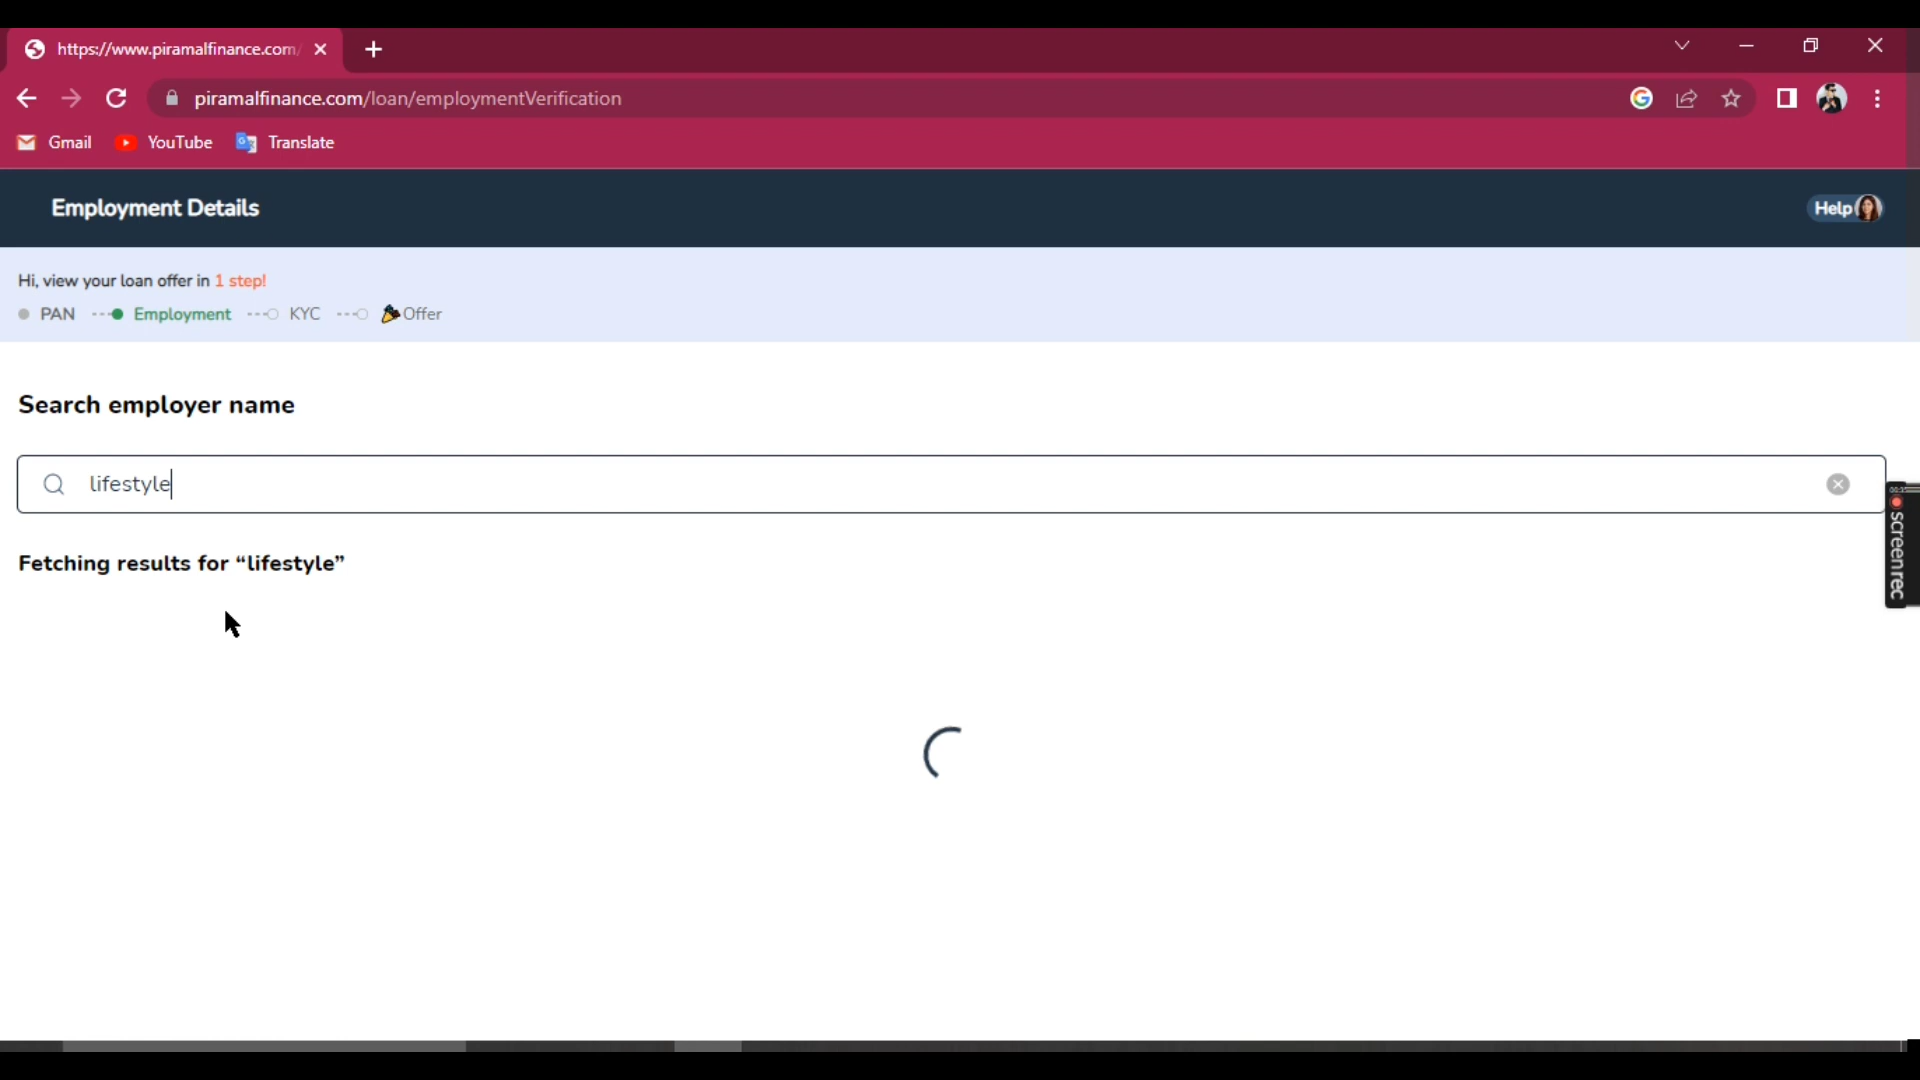 https://www.piramalfinance.com/
piramalfinance.com/loan/employmentVerification
Gmail YouTube Translate
Employment Details
Help
Hi, view your loan offer in 1 step!
PAN Employment KYC Offer
Search employer name
lifestyle
Fetching results for “lifestyle”
screenrec